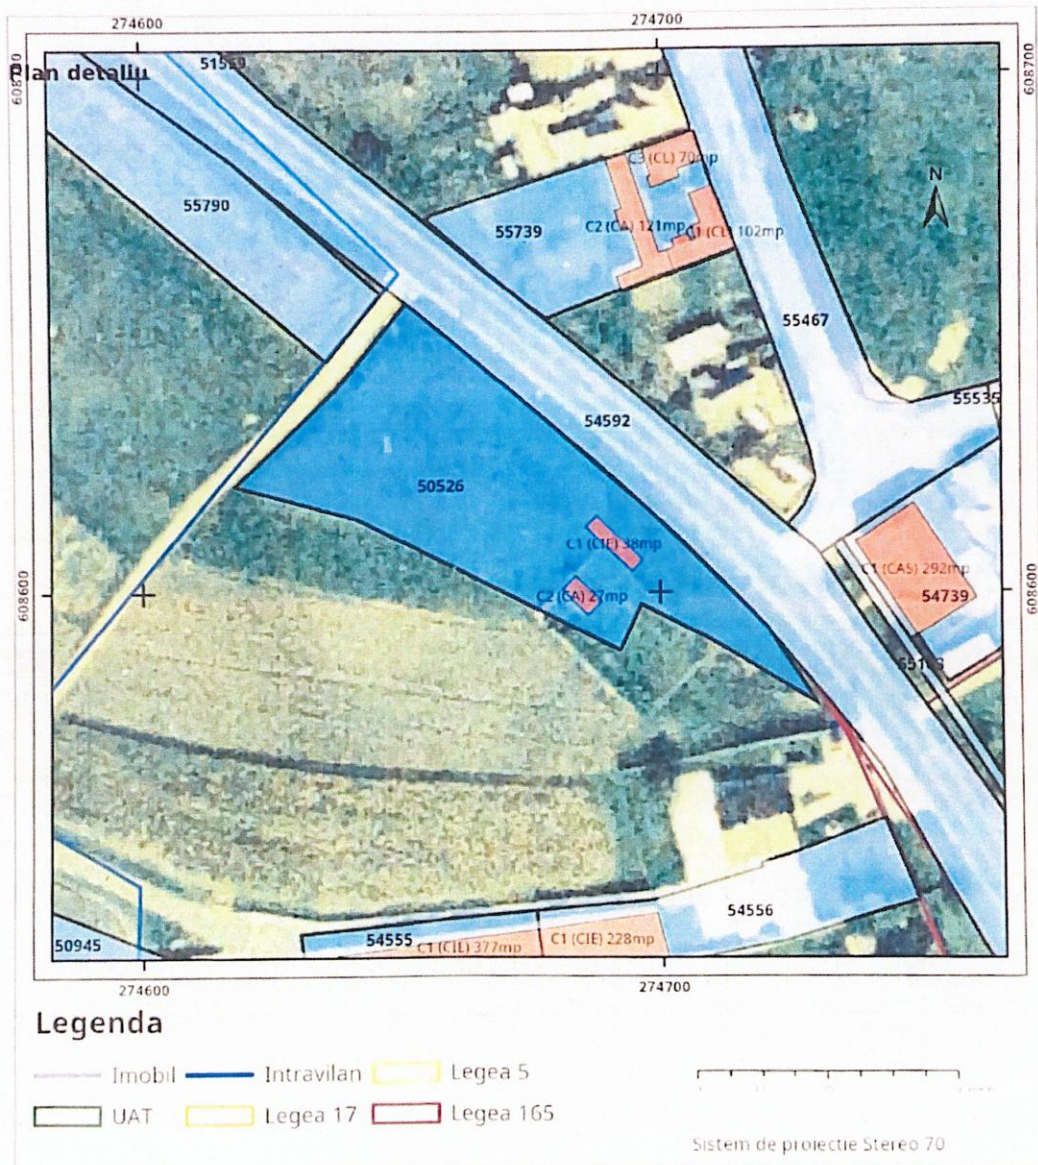 274600 274700
608700 608700
Plan detaliu
51559
C3 (CL) 70mp
N
55790
55739
C2 (CA) 121mp
C1 (CL) 102mp
55467
55535
54592
50526
C1 (CIE) 38mp
C1 (CAS) 292mp
C2 (CA) 27mp
54739
608600 608600
54556
50945
54555
C1 (CIE) 228mp
C1 (CIE) 377mp
274600 274700
Legenda
Imobil Intravilan Legea 5
UAT Legea 17 Legea 165
Sistem de proiectie Stereo 70